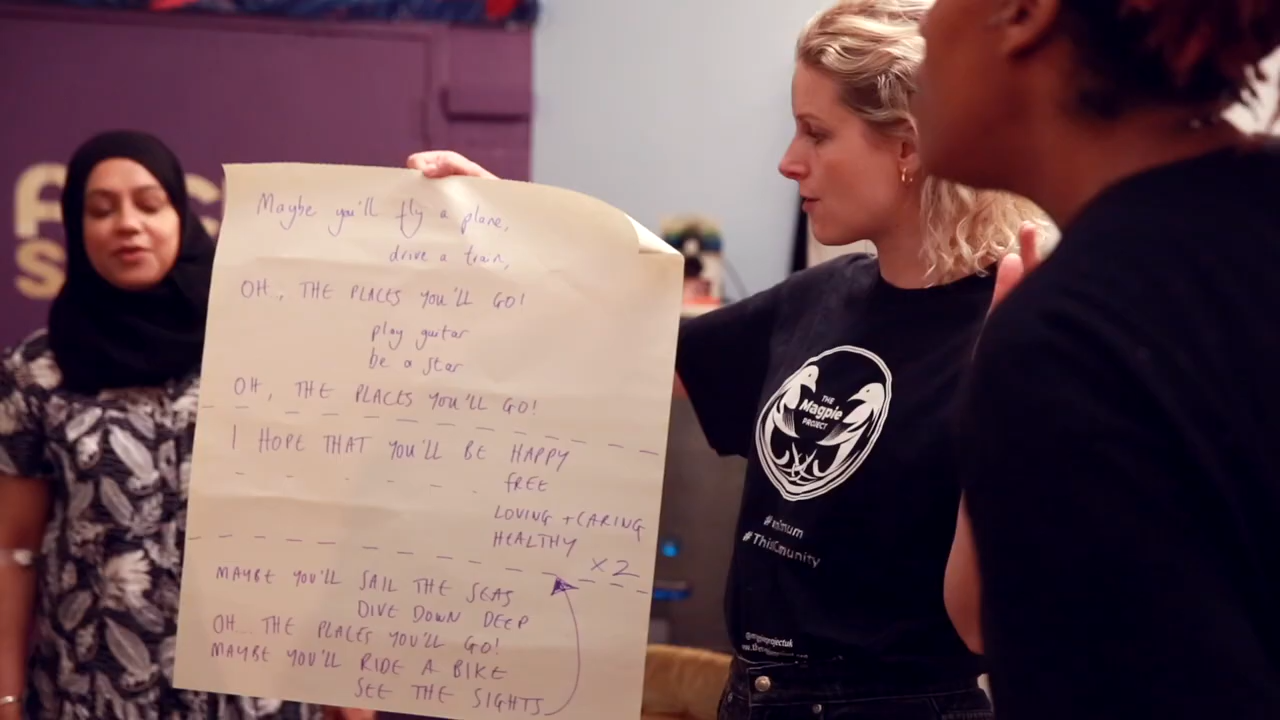 Maybe you'll fly a plane,
drive a train,
OH,, THE PLACES YOU'LL GO!
play guitar
be a star
OH, THE PLACES YOU'LL GO!
I HOPE THAT YOU'LL BE HAPPY
FREE
LOVING + CARING
HEALTHY
x2
MAYBE YOU'LL SAIL THE SEAS
DIVE DOWN DEEP
OH... THE PLACES YOU'LL GO!
MAYBE YOU'LL RIDE A BIKE
SEE THE SIGHTS
THE
Magpie
PROJECT
@magpieprojectuk